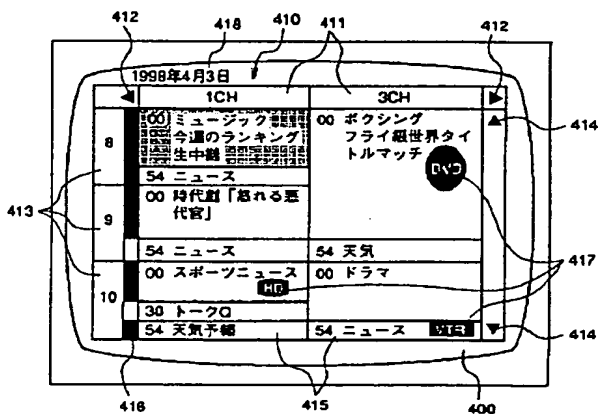 412
418
410
411
412
1998年4月3日
1CH
3CH
414
8
00 ミュージック
今週のランキング
生中継
54 ニュース
00 ボクシング
フライ級世界タイ
トルマッチ
DVD
413
9
00 時代劇「怒れる悪
代官」
54 ニュース
54 天気
417
10
00 スポーツニュース
HD
00 ドラマ
30 トークQ
54 天気予報
54 ニュース
VTR
414
416
415
400